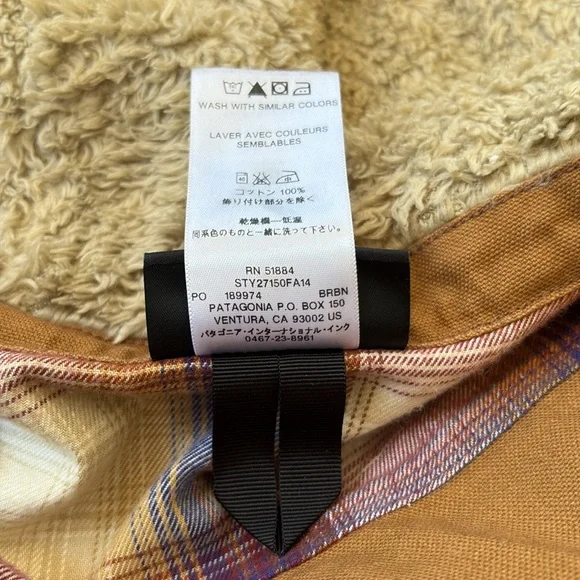 WASH WITH SIMILAR COLORS
LAVER AVEC COULEURS
SEMBLABLES
40
コットン 100%
飾り付け部分を除く
乾燥機―低温
同系色のものと一緒に洗って下さい。
RN 51884
STY27150FA14
PO 189974 BRBN
PATAGONIA P.O. BOX 150
VENTURA, CA 93002 US
パタゴニア・インターナショナル・インク
0467-23-8961